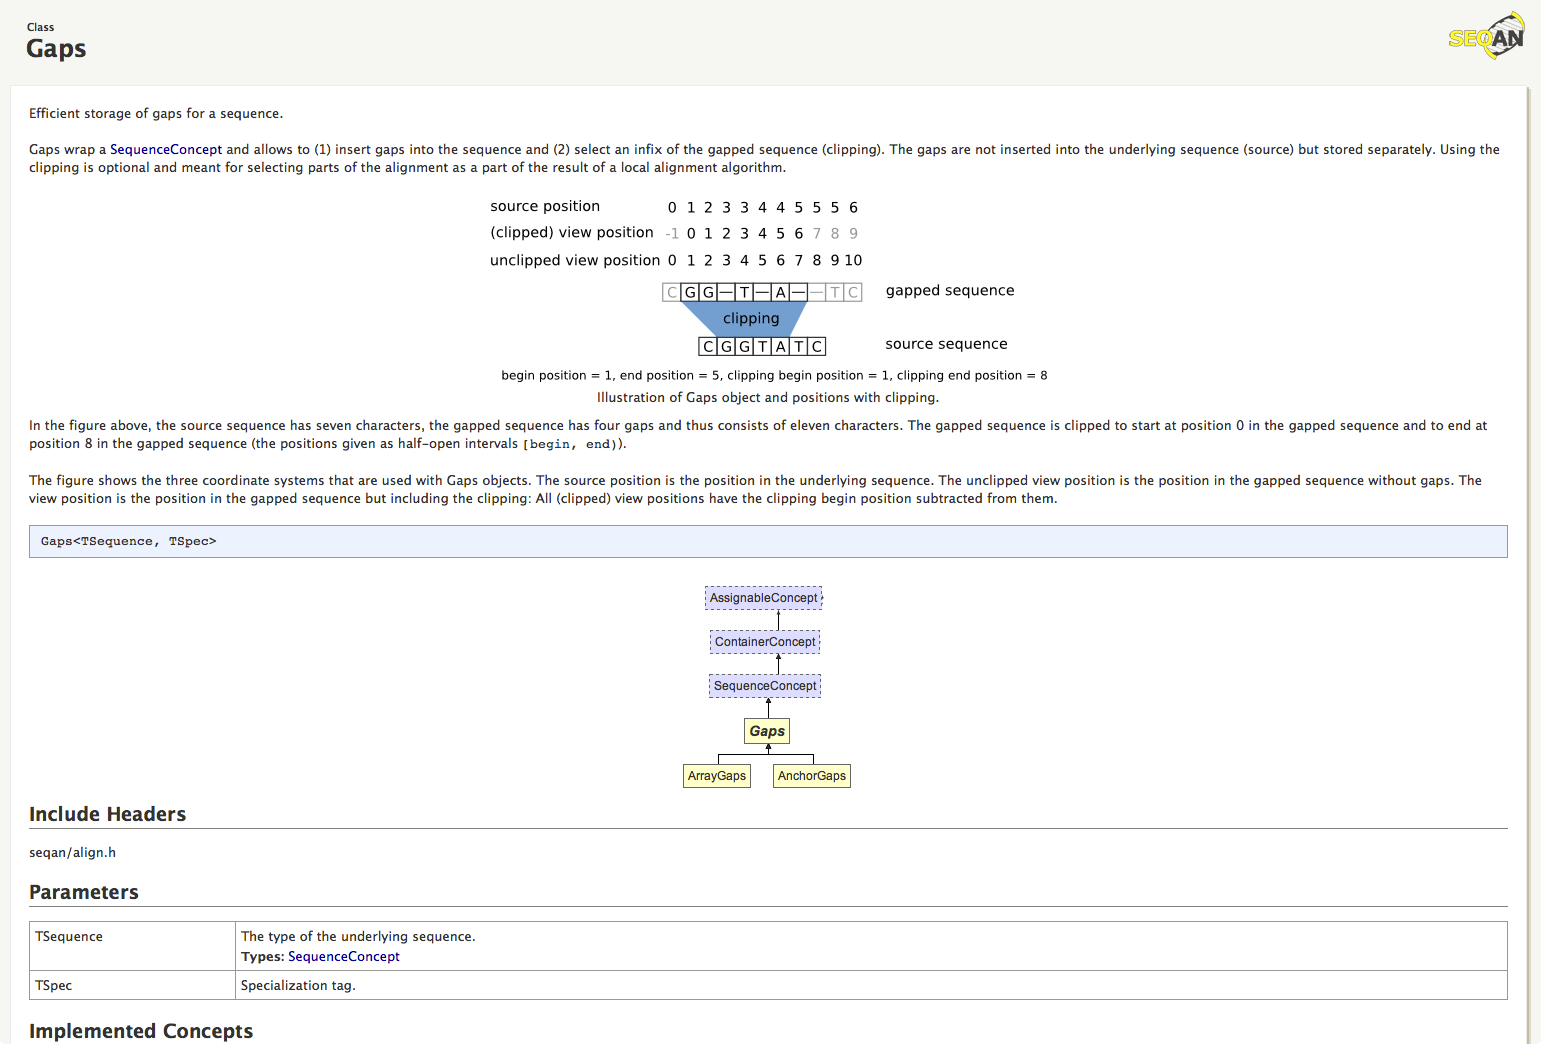 Class
Gaps
SEQAN
Efficient storage of gaps for a sequence.
Gaps wrap a SequenceConcept and allows to (1) insert gaps into the sequence and (2) select an infix of the gapped sequence (clipping). The gaps are not inserted into the underlying sequence (source) but stored separately. Using the
clipping is optional and meant for selecting parts of the alignment as a part of the result of a local alignment algorithm.
source position 0 1 2 3 3 4 4 5 5 5 6
(clipped) view position -1 0 1 2 3 4 5 6 7 8 9
unclipped view position 0 1 2 3 4 5 6 7 8 9 10
C G G — T — A — — T C gapped sequence
clipping
C G G T A T C source sequence
begin position = 1, end position = 5, clipping begin position = 1, clipping end position = 8
Illustration of Gaps object and positions with clipping.
In the figure above, the source sequence has seven characters, the gapped sequence has four gaps and thus consists of eleven characters. The gapped sequence is clipped to start at position 0 in the gapped sequence and to end at
position 8 in the gapped sequence (the positions given as half-open intervals [begin, end)).
The figure shows the three coordinate systems that are used with Gaps objects. The source position is the position in the underlying sequence. The unclipped view position is the position in the gapped sequence without gaps. The
view position is the position in the gapped sequence but including the clipping: All (clipped) view positions have the clipping begin position subtracted from them.
Gaps<TSequence, TSpec>
AssignableConcept
ContainerConcept
SequenceConcept
Gaps
ArrayGaps AnchorGaps
Include Headers
seqan/align.h
Parameters
TSequence The type of the underlying sequence.
Types: SequenceConcept
TSpec Specialization tag.
Implemented Concepts